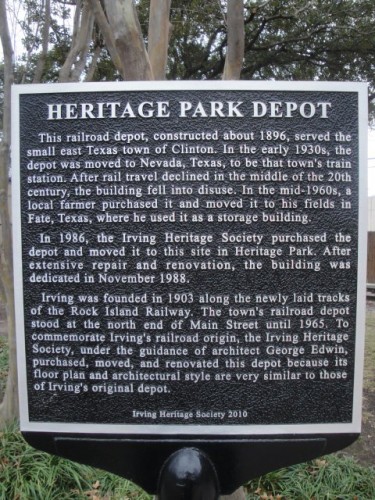 HERITAGE PARK DEPOT
This railroad depot, constructed about 1896, served the
small east Texas town of Clinton. In the early 1930s, the
depot was moved to Nevada, Texas, to be that town's train
station. After rail travel declined in the middle of the 20th
century, the building fell into disuse. In the mid-1960s, a
local farmer purchased it and moved it to his fields in
Fate, Texas, where he used it as a storage building.
In 1986, the Irving Heritage Society purchased the
depot and moved it to this site in Heritage Park. After
extensive repair and renovation, the building was
dedicated in November 1988.
Irving was founded in 1903 along the newly laid tracks
of the Rock Island Railway. The town's railroad depot
stood at the north end of Main Street until 1965. To
commemorate Irving's railroad origin, the Irving Heritage
Society, under the guidance of architect George Edwin,
purchased, moved, and renovated this depot because its
floor plan and architectural style are very similar to those
of Irving's original depot.
Irving Heritage Society 2010